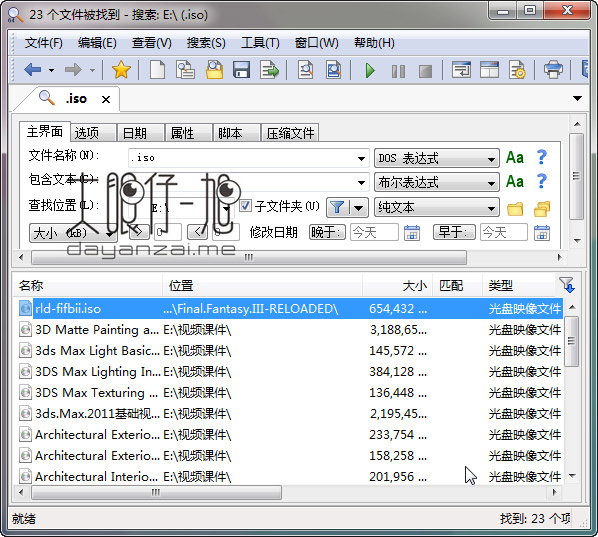 23 个文件被找到 - 搜索: E:\ (.iso)
文件(F) 编辑(E) 查看(V) 搜索(S) 工具(T) 窗口(W) 帮助(H)
.iso
主界面 选项 日期 属性 脚本 压缩文件
文件名称(N): .iso DOS 表达式 Aa ?
包含文本(G): 布尔表达式 Aa ?
查找位置(L): E:\ 子文件夹(U) 纯文本
大眼仔~旭
大小 (kB) > 0 < 0 修改日期 晚于: 今天 早于: 今天
dayanzai.me
名称 位置 大小 匹配 类型
rld-fifbii.iso ...\Final.Fantasy.III-RELOADED\ 654,432 ... 光盘映像文件
3D Matte Painting a... E:\视频课件\ 3,188,65... 光盘映像文件
3ds Max Light Basic... E:\视频课件\ 145,572 ... 光盘映像文件
3DS Max Lighting In... E:\视频课件\ 384,128 ... 光盘映像文件
3DS Max Texturing ... E:\视频课件\ 136,448 ... 光盘映像文件
3ds.Max.2011基础视... E:\视频课件\ 2,195,45... 光盘映像文件
Architectural Exterio... E:\视频课件\ 233,754 ... 光盘映像文件
Architectural Exterio... E:\视频课件\ 158,258 ... 光盘映像文件
Architectural Interio... E:\视频课件\ 201,956 ... 光盘映像文件
就绪 找到: 23 个项